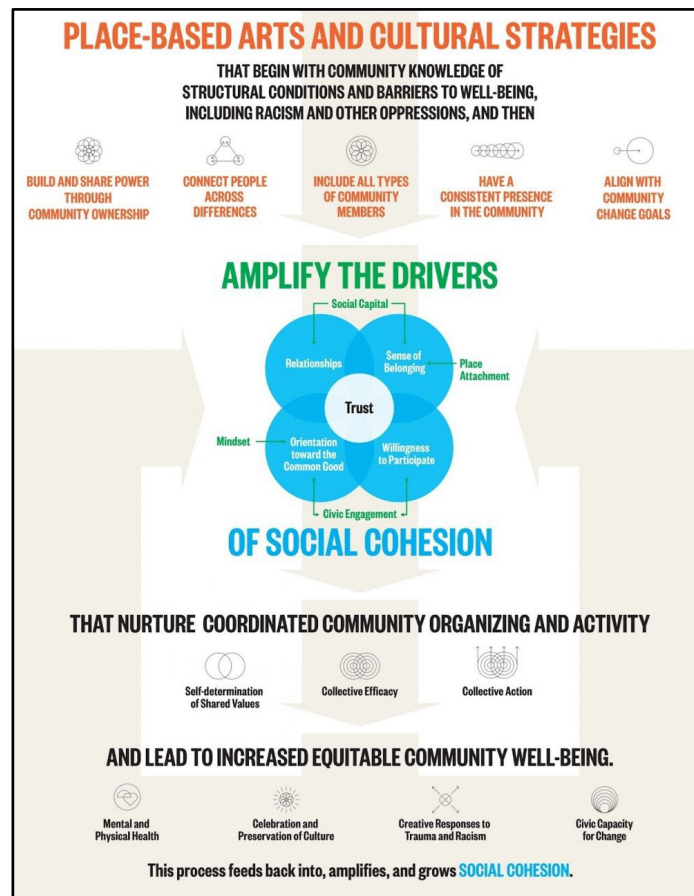 PLACE-BASED ARTS AND CULTURAL STRATEGIES
THAT BEGIN WITH COMMUNITY KNOWLEDGE OF
STRUCTURAL CONDITIONS AND BARRIERS TO WELL-BEING,
INCLUDING RACISM AND OTHER OPPRESSIONS, AND THEN
BUILD AND SHARE POWER
THROUGH
COMMUNITY OWNERSHIP
CONNECT PEOPLE
ACROSS
DIFFERENCES
INCLUDE ALL TYPES
OF COMMUNITY
MEMBERS
HAVE A
CONSISTENT PRESENCE
IN THE COMMUNITY
ALIGN WITH
COMMUNITY
CHANGE GOALS
AMPLIFY THE DRIVERS
Social Capital
Relationships
Sense of
Belonging
Place
Attachment
Trust
Mindset
Orientation
toward the
Common Good
Willingness
to Participate
Civic Engagement
OF SOCIAL COHESION
THAT NURTURE COORDINATED COMMUNITY ORGANIZING AND ACTIVITY
Self-determination
of Shared Values
Collective Efficacy
Collective Action
AND LEAD TO INCREASED EQUITABLE COMMUNITY WELL-BEING.
Mental and
Physical Health
Celebration and
Preservation of Culture
Creative Responses to
Trauma and Racism
Civic Capacity
for Change
This process feeds back into, amplifies, and grows SOCIAL COHESION.